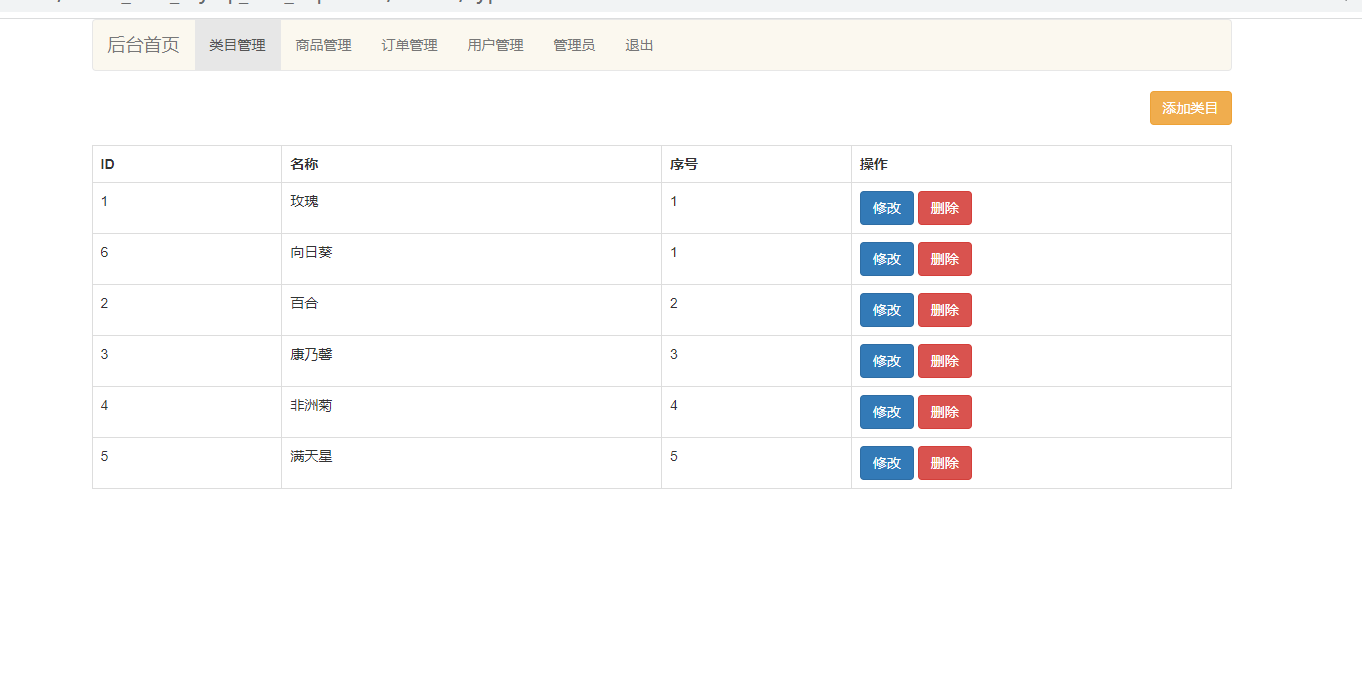 后台首页 类目管理 商品管理 订单管理 用户管理 管理员 退出
添加类目
ID 名称 序号 操作
1 玫瑰 1 修改 删除
6 向日葵 1 修改 删除
2 百合 2 修改 删除
3 康乃馨 3 修改 删除
4 非洲菊 4 修改 删除
5 满天星 5 修改 删除